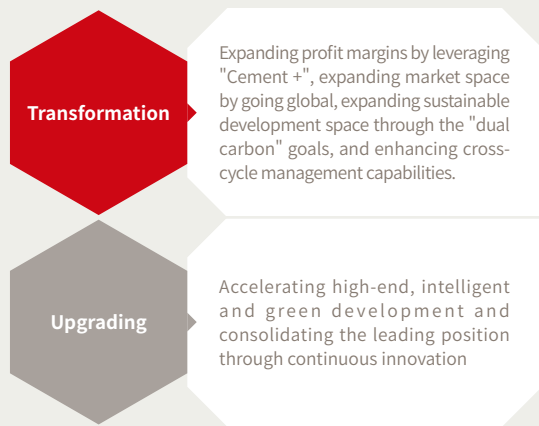 Transformation
Expanding profit margins by leveraging
"Cement +", expanding market space
by going global, expanding sustainable
development space through the "dual
carbon" goals, and enhancing cross-
cycle management capabilities.
Upgrading
Accelerating high-end, intelligent
and green development and
consolidating the leading position
through continuous innovation